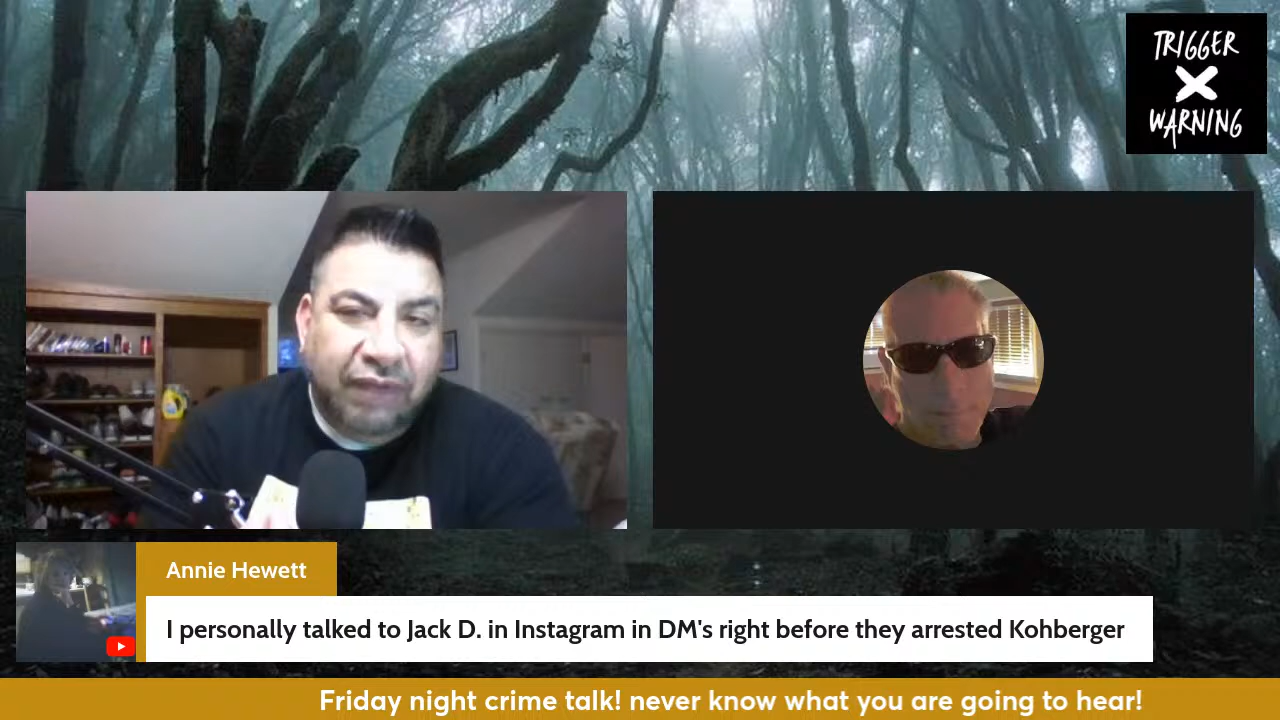 TRIGGER
X
WARNING
Annie Hewett
I personally talked to Jack D. in Instagram in DM's right before they arrested Kohberger
Friday night crime talk! never know what you are going to hear!